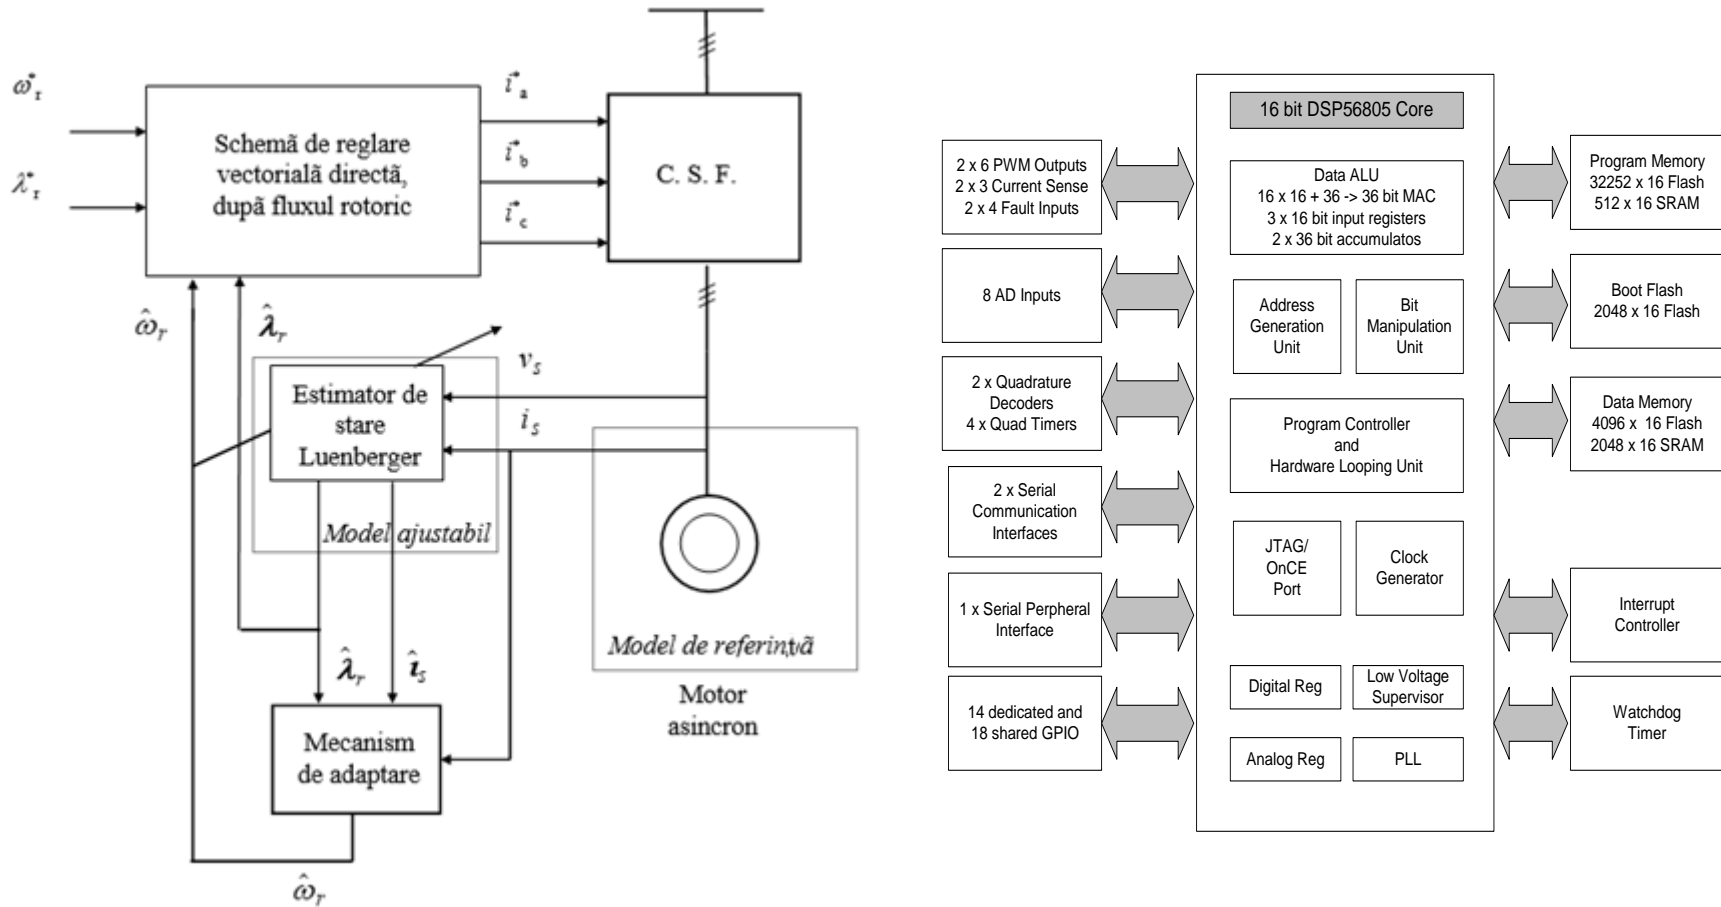 ω*r
λ*r
Schemã de reglare
vectorialã directã,
dupã fluxul rotoric
i*a
i*b
i*c
C. S. F.
ω̂r
λ̂r
vs
is
Estimator de
stare
Luenberger
Model ajustabil
Model de referinţã
Motor
asincron
λ̂r
îs
Mecanism
de adaptare
ω̂r
16 bit DSP56805 Core
2 x 6 PWM Outputs
2 x 3 Current Sense
2 x 4 Fault Inputs
8 AD Inputs
2 x Quadrature
Decoders
4 x Quad Timers
2 x Serial
Communication
Interfaces
1 x Serial Perpheral
Interface
14 dedicated and
18 shared GPIO
Data ALU
16 x 16 + 36 -> 36 bit MAC
3 x 16 bit input registers
2 x 36 bit accumulatos
Address
Generation
Unit
Bit
Manipulation
Unit
Program Controller
and
Hardware Looping Unit
JTAG/
OnCE
Port
Clock
Generator
Digital Reg
Low Voltage
Supervisor
Analog Reg
PLL
Program Memory
32252 x 16 Flash
512 x 16 SRAM
Boot Flash
2048 x 16 Flash
Data Memory
4096 x 16 Flash
2048 x 16 SRAM
Interrupt
Controller
Watchdog
Timer